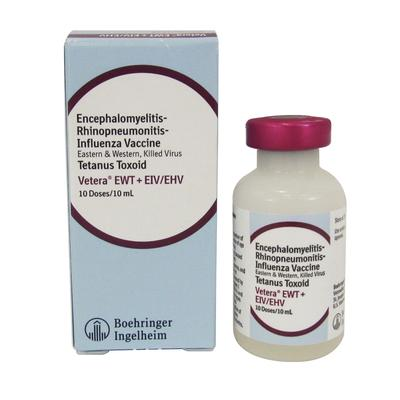 Encephalomyelitis-
Rhinopneumonitis-
Influenza Vaccine
Eastern & Western, Killed Virus
Tetanus Toxoid
Vetera® EWT + EIV/EHV
10 Doses/10 mL
Boehringer
Ingelheim
Encephalomyelitis-
Rhinopneumonitis-
Influenza Vaccine
Eastern & Western, Killed Virus
Tetanus Toxoid
Vetera® EWT +
EIV/EHV
10 Doses/10 mL